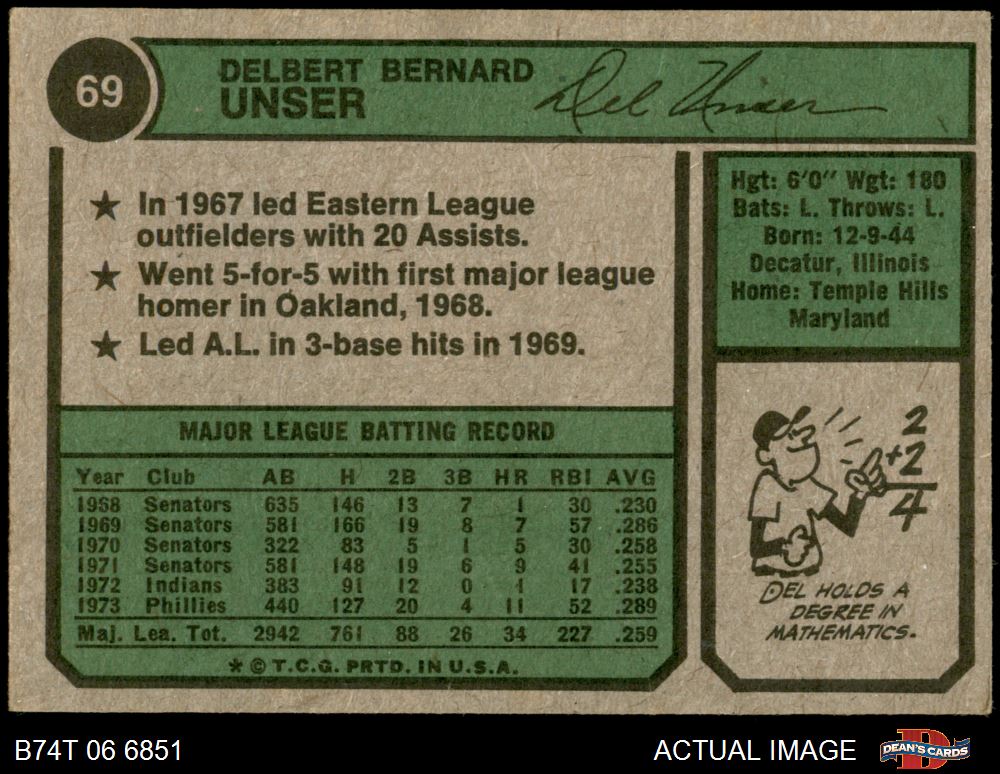 69
DELBERT BERNARD
UNSER
Del Unser
★ In 1967 led Eastern League
outfielders with 20 Assists.
★ Went 5-for-5 with first major league
homer in Oakland, 1968.
★ Led A.L. in 3-base hits in 1969.
Hgt: 6'0" Wgt: 180
Bats: L. Throws: L.
Born: 12-9-44
Decatur, Illinois
Home: Temple Hills
Maryland
MAJOR LEAGUE BATTING RECORD
Year Club AB H 2B 3B HR RBI AVG
1968 Senators 635 146 13 7 1 30 .230
1969 Senators 581 166 19 8 7 57 .286
1970 Senators 322 83 5 1 5 30 .258
1971 Senators 581 148 19 6 9 41 .255
1972 Indians 383 91 12 0 1 17 .238
1973 Phillies 440 127 20 4 11 52 .289
Maj. Lea. Tot. 2942 761 88 26 34 227 .259
* © T.C.G. PRTD. IN U.S.A.
2
+2
4
DEL HOLDS A
DEGREE IN
MATHEMATICS.
B74T 06 6851
ACTUAL IMAGE
DEAN'S CARDS